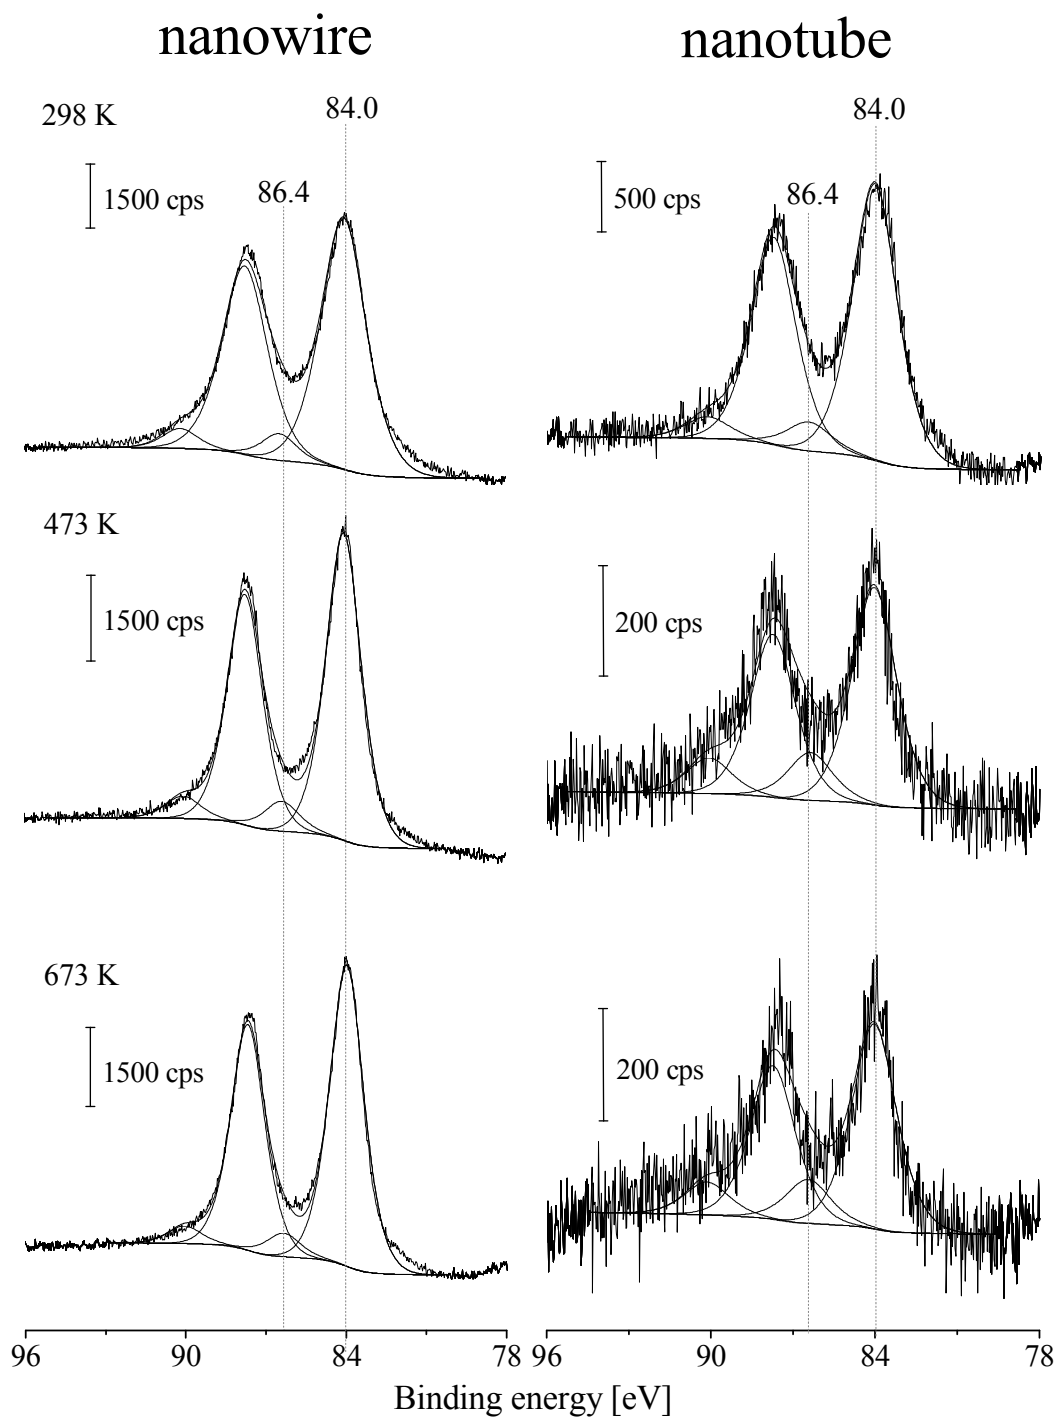 nanowire
nanotube
298 K
84.0
84.0
1500 cps
86.4
500 cps
86.4
473 K
1500 cps
200 cps
673 K
1500 cps
200 cps
96 90 84 78
96 90 84 78
Binding energy [eV]